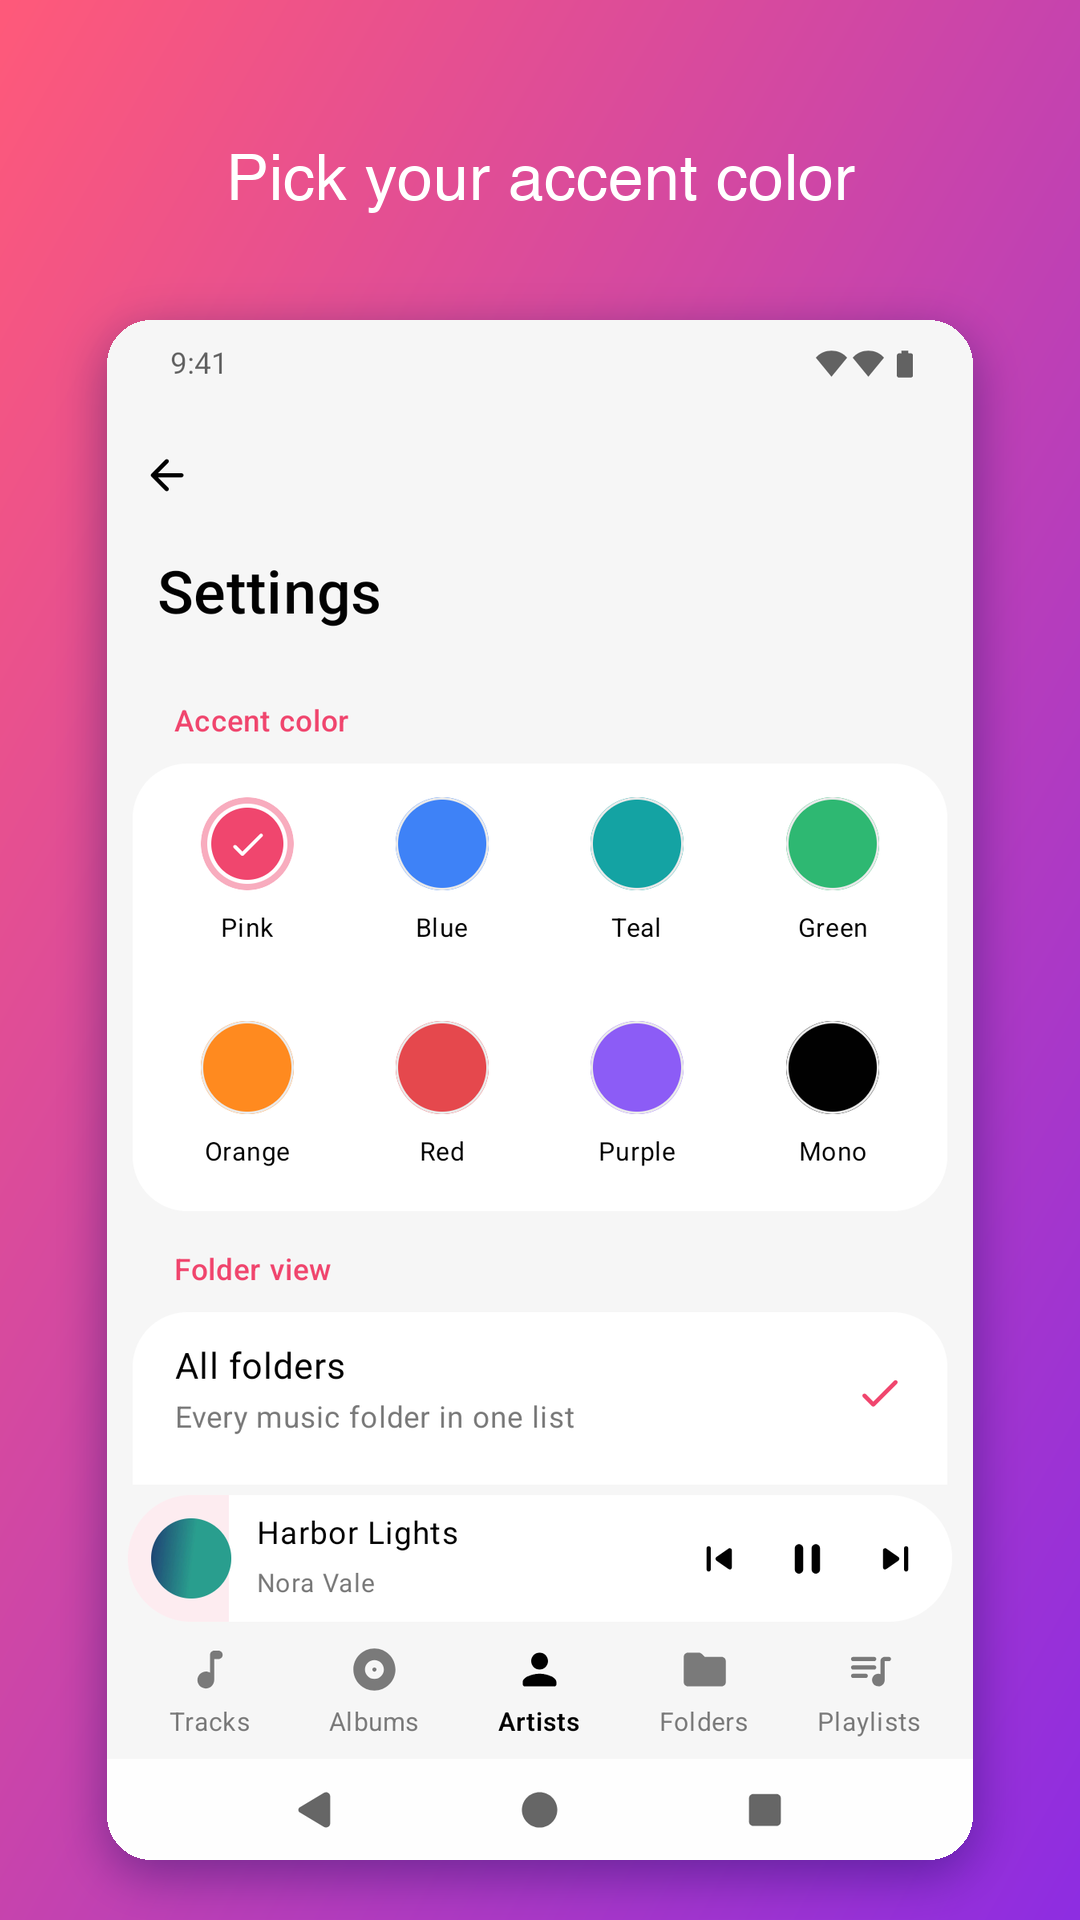 Pick your accent color
9:41
Settings
Accent color
Pink Blue Teal Green
Orange Red Purple Mono
Folder view
All folders
Every music folder in one list
Harbor Lights
Nora Vale
Tracks Albums Artists Folders Playlists